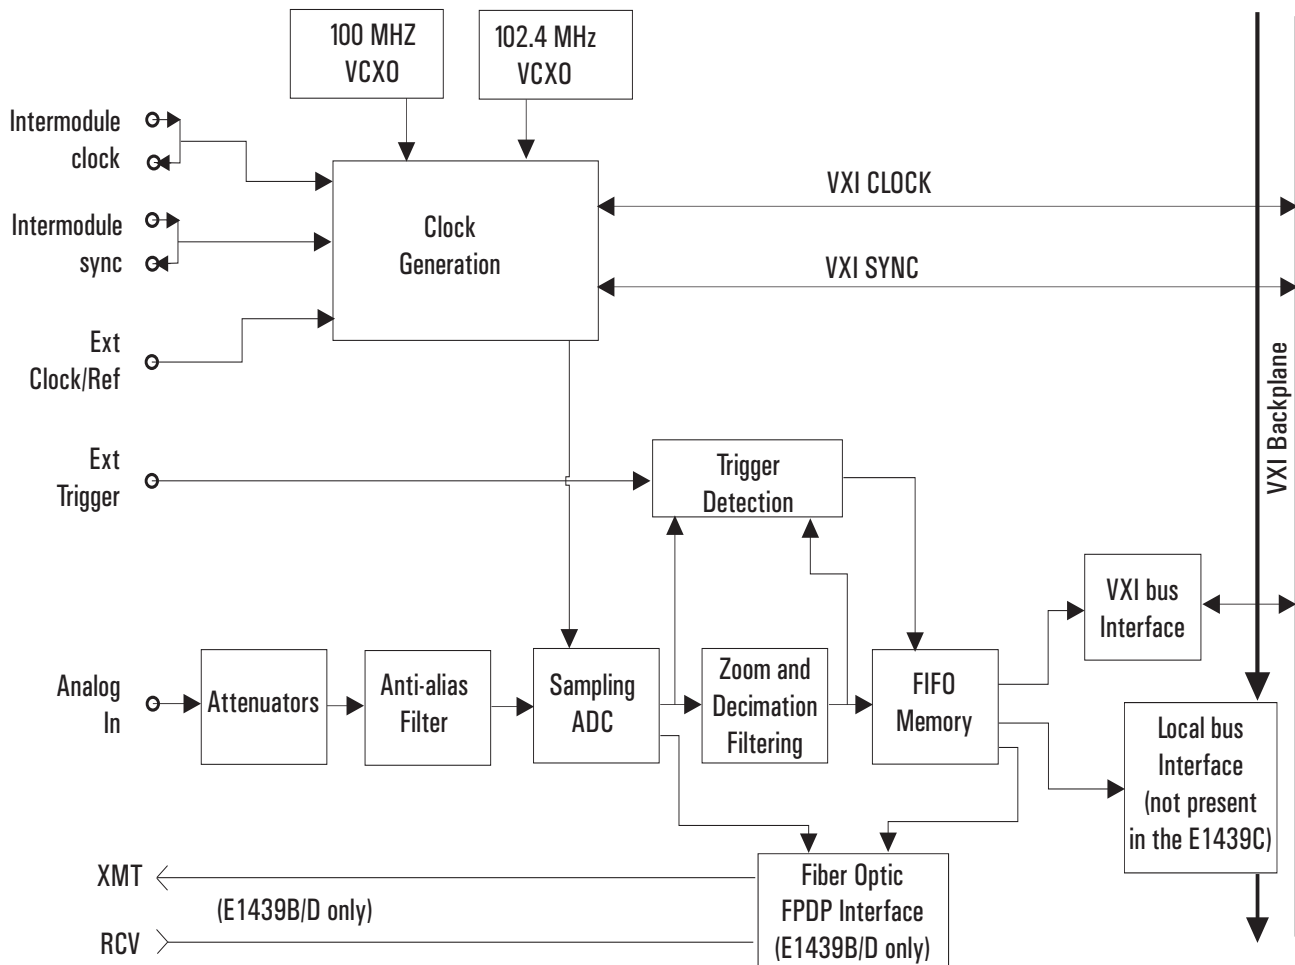 100 MHZ
VCXO
102.4 MHz
VCXO
Intermodule
clock
Intermodule
sync
Ext
Clock/Ref
Clock
Generation
VXI CLOCK
VXI SYNC
VXI Backplane
Ext
Trigger
Trigger
Detection
VXI bus
Interface
Analog
In
Attenuators
Anti-alias
Filter
Sampling
ADC
Zoom and
Decimation
Filtering
FIFO
Memory
Local bus
Interface
(not present
in the E1439C)
XMT
(E1439B/D only)
RCV
Fiber Optic
FPDP Interface
(E1439B/D only)